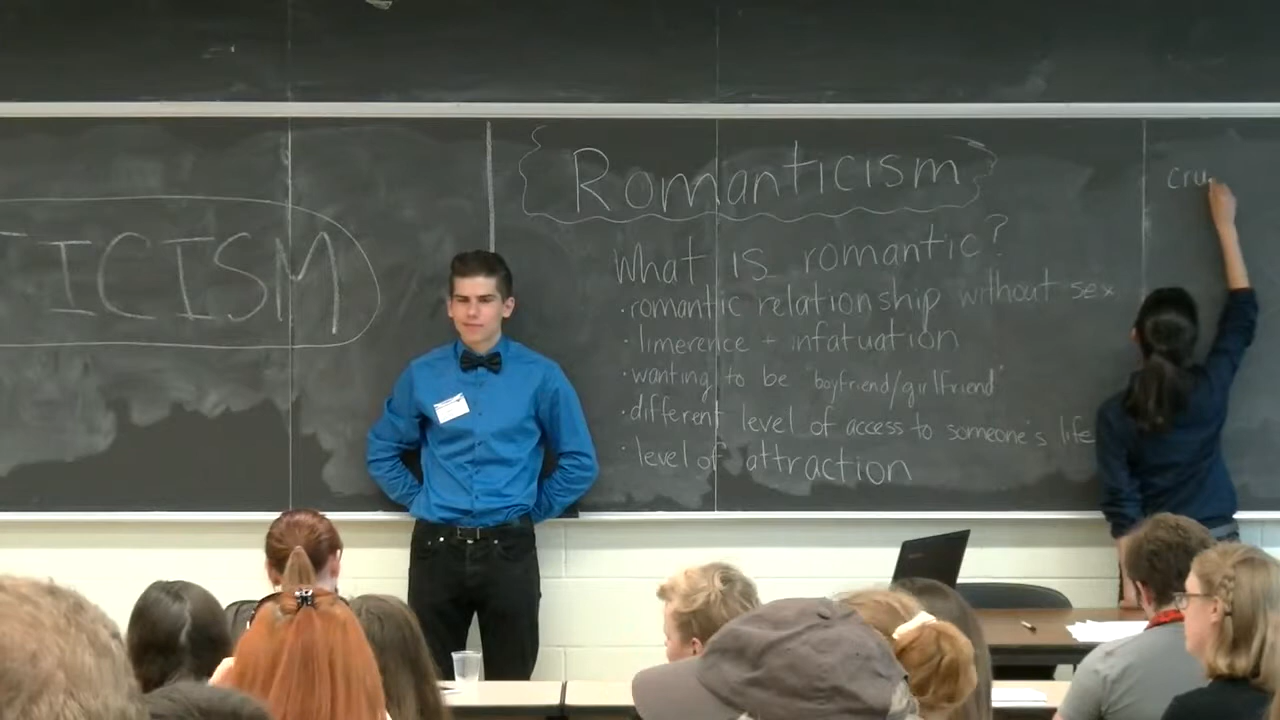 ICISM
Romanticism
What is romantic?
• romantic relationship without sex
• limerence + infatuation
• wanting to be "boyfriend/girlfriend"
• different level of access to someone's life
• level of attraction
cru